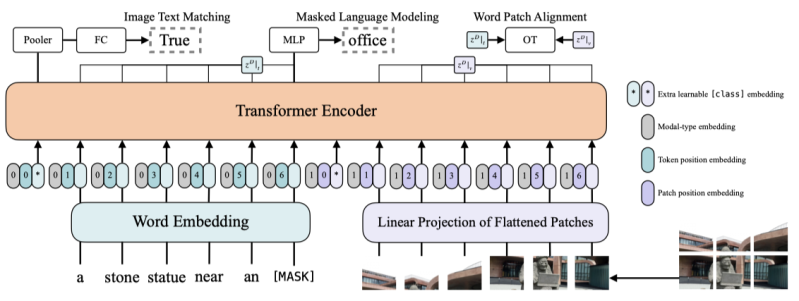 Image Text Matching
Masked Language Modeling
Word Patch Alignment
Pooler
FC
True
MLP
office
z^D|_t
OT
z^D|_v
z^D|_t
z^D|_v
Transformer Encoder
* * Extra learnable [class] embedding
Modal-type embedding
Token position embedding
Patch position embedding
0 0 * 0 1 0 2 0 3 0 4 0 5 0 6 1 0 * 1 1 1 2 1 3 1 4 1 5 1 6
Word Embedding
Linear Projection of Flattened Patches
a stone statue near an [MASK]